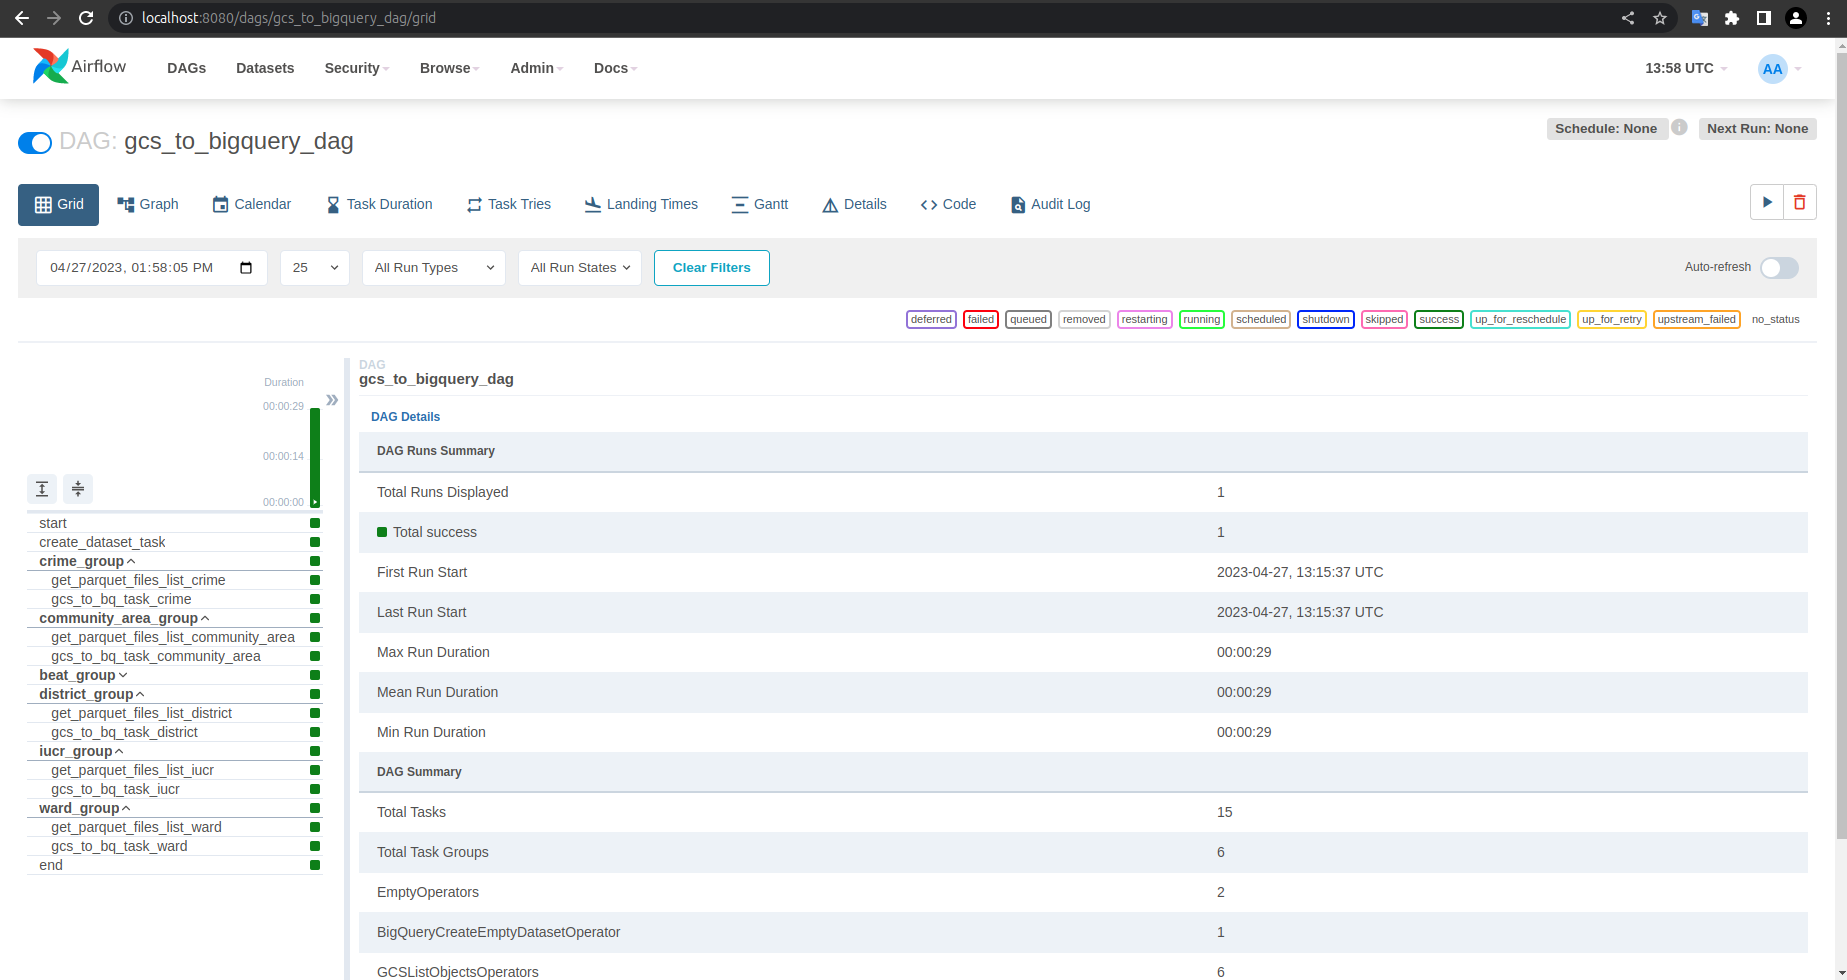 localhost:8080/dags/gcs_to_bigquery_dag/grid
Airflow DAGs Datasets Security Browse Admin Docs 13:58 UTC AA
DAG: gcs_to_bigquery_dag Schedule: None i Next Run: None
Grid Graph Calendar Task Duration Task Tries Landing Times Gantt Details Code Audit Log
04/27/2023, 01:58:05 PM 25 All Run Types All Run States Clear Filters Auto-refresh
deferred failed queued removed restarting running scheduled shutdown skipped success up_for_reschedule up_for_retry upstream_failed no_status
Duration
00:00:29
00:00:14
00:00:00
start
create_dataset_task
crime_group
get_parquet_files_list_crime
gcs_to_bq_task_crime
community_area_group
get_parquet_files_list_community_area
gcs_to_bq_task_community_area
beat_group
district_group
get_parquet_files_list_district
gcs_to_bq_task_district
iucr_group
get_parquet_files_list_iucr
gcs_to_bq_task_iucr
ward_group
get_parquet_files_list_ward
gcs_to_bq_task_ward
end
DAG
gcs_to_bigquery_dag
DAG Details
DAG Runs Summary
Total Runs Displayed 1
Total success 1
First Run Start 2023-04-27, 13:15:37 UTC
Last Run Start 2023-04-27, 13:15:37 UTC
Max Run Duration 00:00:29
Mean Run Duration 00:00:29
Min Run Duration 00:00:29
DAG Summary
Total Tasks 15
Total Task Groups 6
EmptyOperators 2
BigQueryCreateEmptyDatasetOperator 1
GCSListObjectsOperators 6